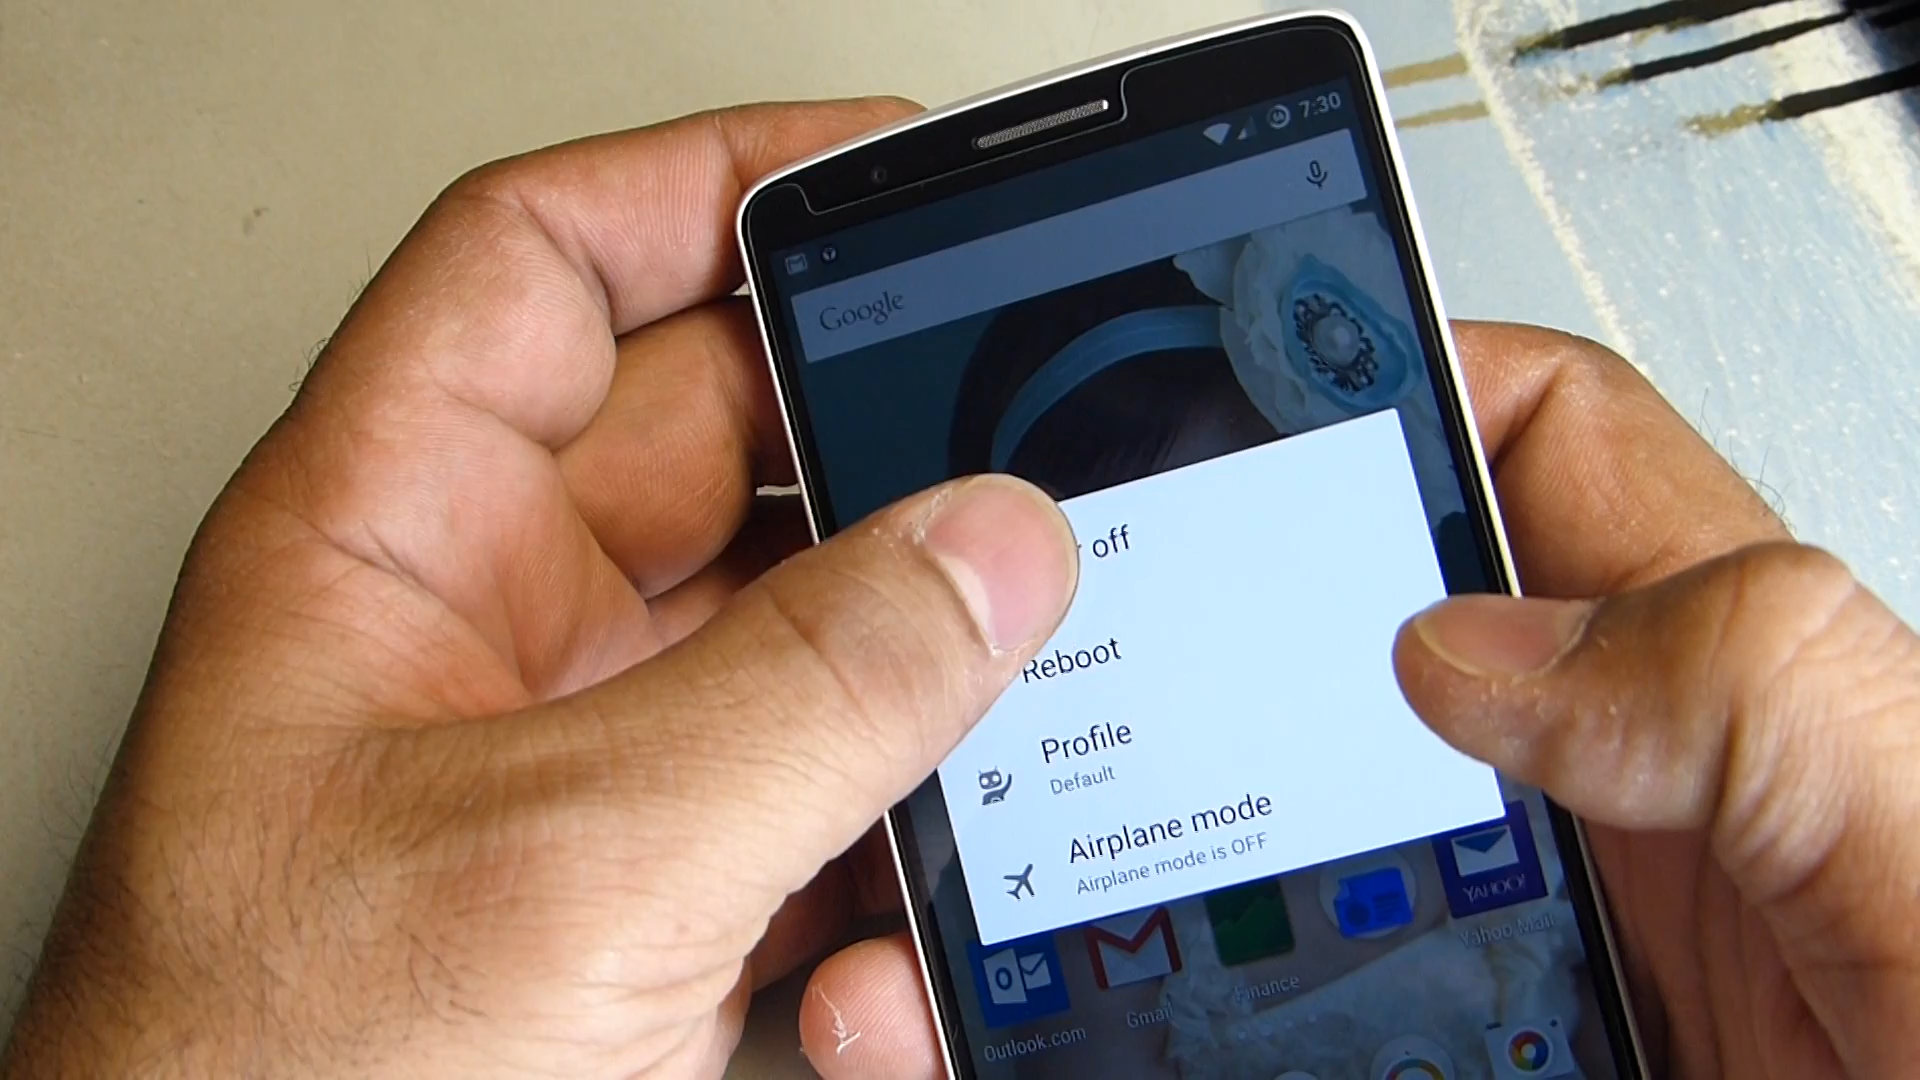 7:30
Google
off
Reboot
Profile
Default
Airplane mode
Airplane mode is OFF
YAHOO!
Yahoo Mail
Finance
Gmail
Outlook.com